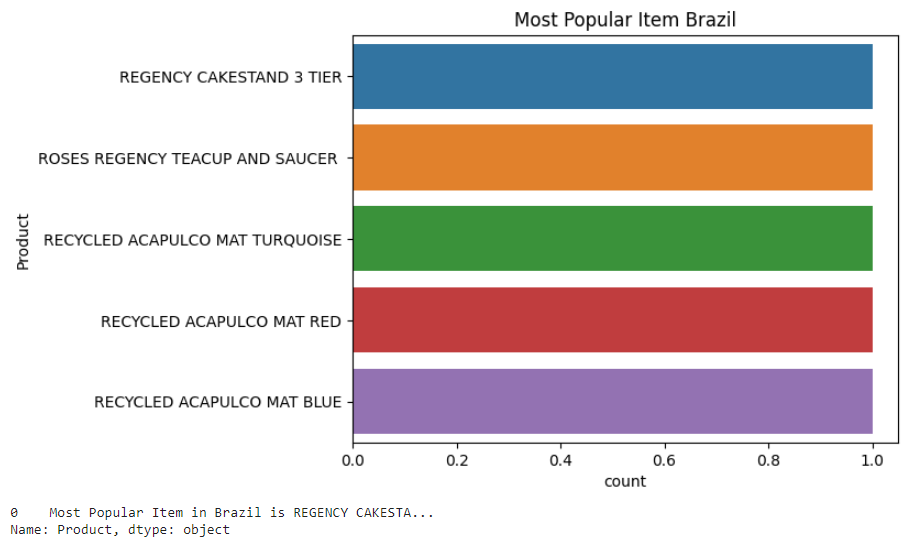 Most Popular Item Brazil
REGENCY CAKESTAND 3 TIER
ROSES REGENCY TEACUP AND SAUCER
RECYCLED ACAPULCO MAT TURQUOISE
RECYCLED ACAPULCO MAT RED
RECYCLED ACAPULCO MAT BLUE
Product
0.0 0.2 0.4 0.6 0.8 1.0
count
0 Most Popular Item in Brazil is REGENCY CAKESTA...
Name: Product, dtype: object